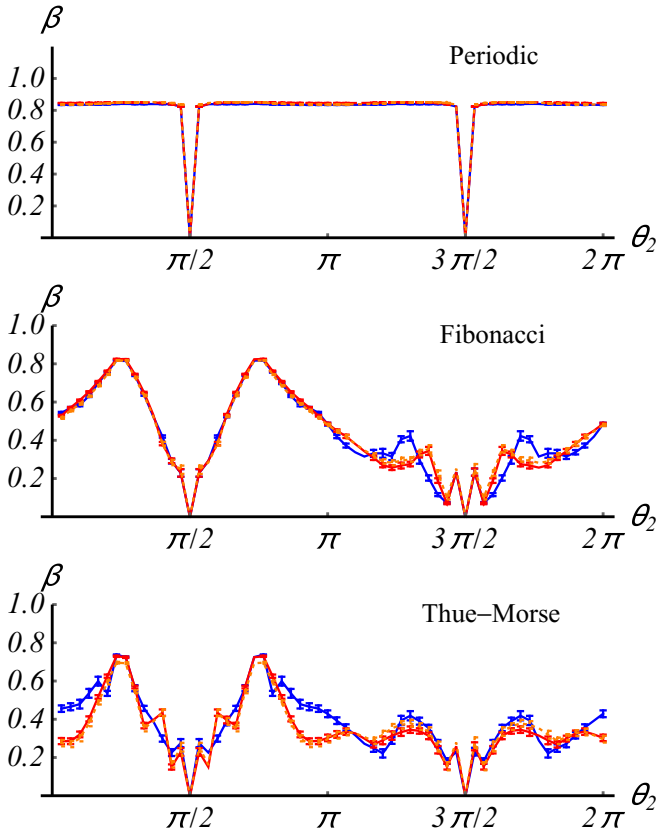 β
Periodic
1.0
0.8
0.6
0.4
0.2
π/2
π
3 π/2
2 π
θ₂
β
Fibonacci
1.0
0.8
0.6
0.4
0.2
π/2
π
3 π/2
2 π
θ₂
β
Thue–Morse
1.0
0.8
0.6
0.4
0.2
π/2
π
3 π/2
2 π
θ₂